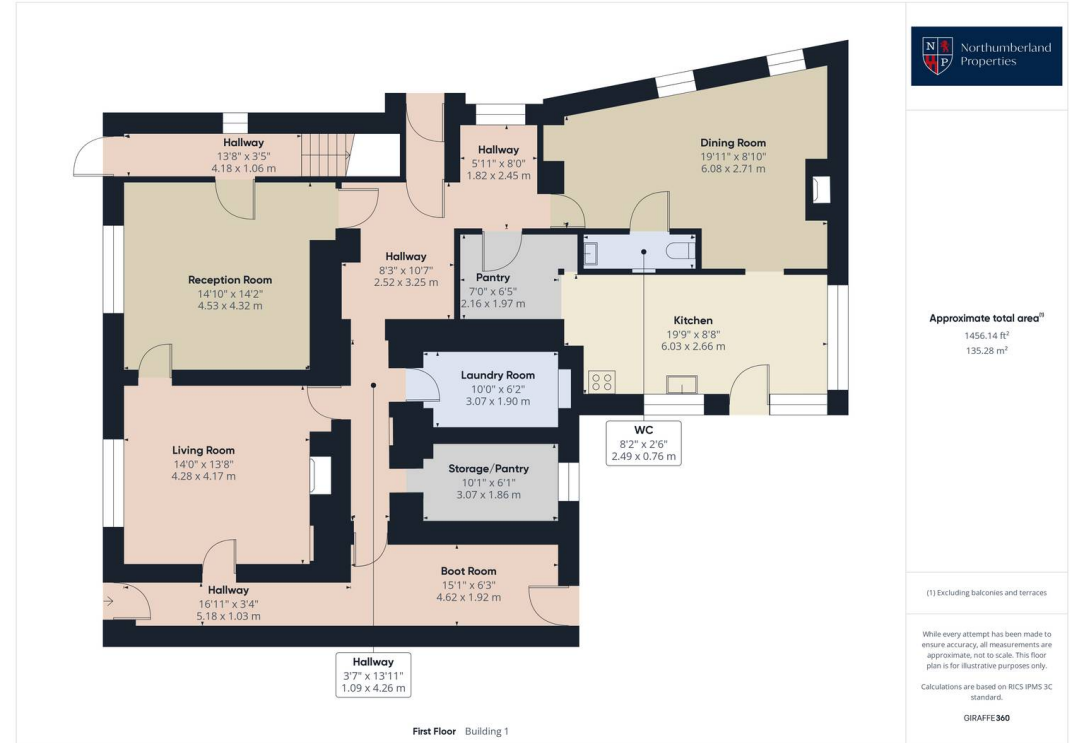 Hallway
13'8" x 3'5"
4.18 x 1.06 m
Hallway
5'11" x 8'0"
1.82 x 2.45 m
Dining Room
19'11" x 8'10"
6.08 x 2.71 m
Reception Room
14'10" x 14'2"
4.53 x 4.32 m
Hallway
8'3" x 10'7"
2.52 x 3.25 m
Pantry
7'0" x 6'5"
2.16 x 1.97 m
Kitchen
19'9" x 8'8"
6.03 x 2.66 m
Laundry Room
10'0" x 6'2"
3.07 x 1.90 m
WC
8'2" x 2'6"
2.49 x 0.76 m
Living Room
14'0" x 13'8"
4.28 x 4.17 m
Storage/Pantry
10'1" x 6'1"
3.07 x 1.86 m
Boot Room
15'1" x 6'3"
4.62 x 1.92 m
Hallway
16'11" x 3'4"
5.18 x 1.03 m
Hallway
3'7" x 13'11"
1.09 x 4.26 m
First Floor Building 1
N
P
Northumberland
Properties
Approximate total area(1)
1456.14 ft²
135.28 m²
(1) Excluding balconies and terraces
While every attempt has been made to
ensure accuracy, all measurements are
approximate, not to scale. This floor
plan is for illustrative purposes only.
Calculations are based on RICS IPMS 3C
standard.
GIRAFFE360